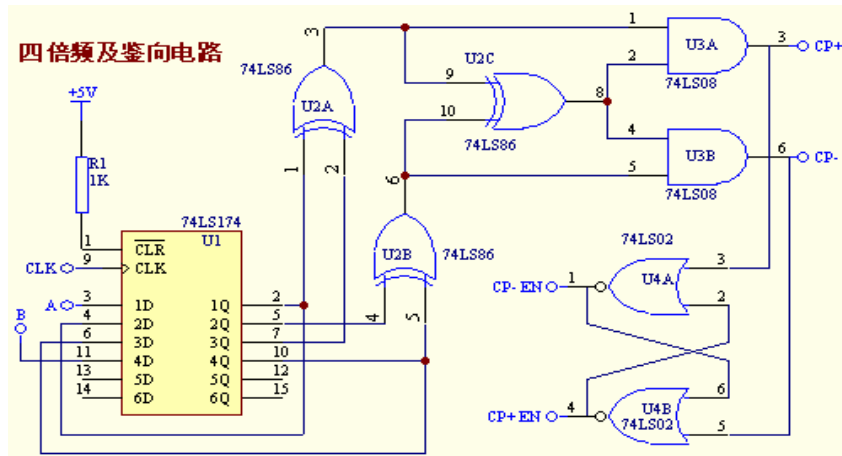 四倍频及鉴向电路
+5V
R1
1K
74LS174
U1
1
CLR
CLK
9
CLK
A
3
1D
1Q
2
B
4
2D
2Q
5
6
3D
3Q
7
11
4D
4Q
10
13
5D
5Q
12
14
6D
6Q
15
3
74LS86
U2A
1
2
6
U2B
74LS86
4
5
U2C
9
10
8
74LS86
1
2
U3A
3
CP+
74LS08
4
5
U3B
6
CP-
74LS08
74LS02
CP- EN
1
U4A
3
2
CP+ EN
4
U4B
74LS02
6
5